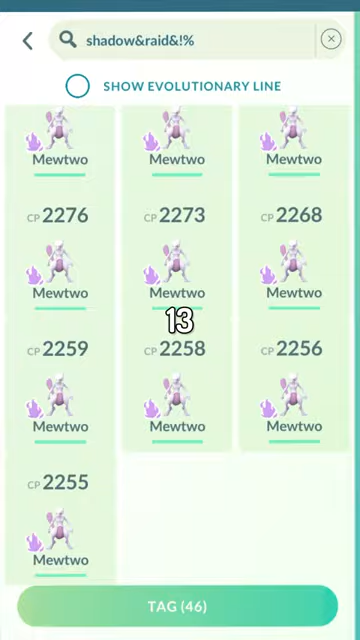 shadow&raid&!%
SHOW EVOLUTIONARY LINE
Mewtwo Mewtwo Mewtwo
CP 2276 CP 2273 CP 2268
Mewtwo Mewtwo Mewtwo
13
CP 2259 CP 2258 CP 2256
Mewtwo Mewtwo Mewtwo
CP 2255
Mewtwo
TAG (46)